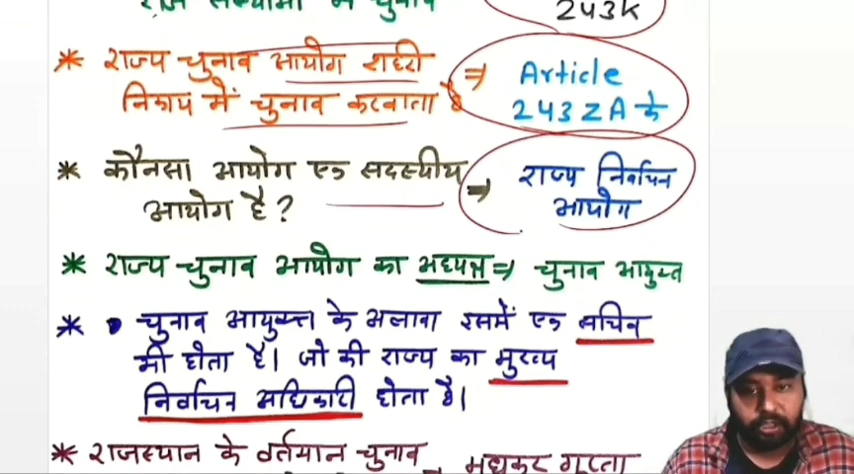 राज संस्थाओं में चुनाव
243K
* राज्य चुनाव आयोग शहरी ⇒ Article
निकाय में चुनाव करवाता है 243 Z A के
* कौनसा आयोग एक सदस्यीय ⇒ राज्य निर्वाचन
आयोग है? आयोग
* राज्य चुनाव आयोग का अध्यक्ष ⇒ चुनाव आयुक्त
* • चुनाव आयुक्त के अलावा इसमें एक सचिव
भी होता है। जो की राज्य का मुख्य
निर्वाचन अधिकारी होता है।
* राजस्थान के वर्तमान चुनाव मधुकर गुप्ता